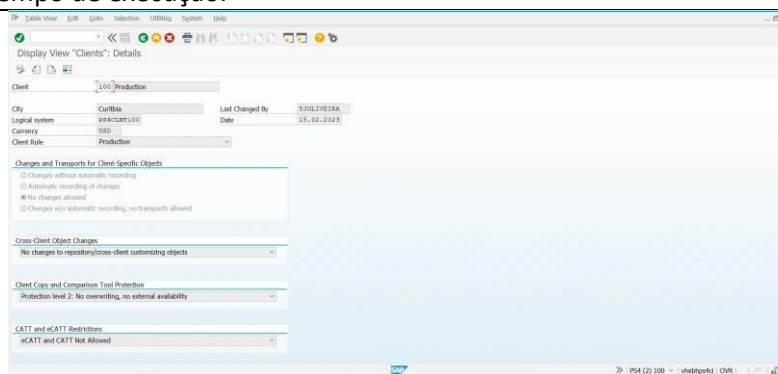 empo de execução.
Table View Edit Goto Selection Utilities System Help
Display View "Clients": Details
Client 100 Production
City Curitiba Last Changed By TJOLIVEIRA
Logical system PS4CLNT100 Date 15.02.2023
Currency USD
Client Role Production
Changes and Transports for Client-Specific Objects
Changes without automatic recording
Automatic recording of changes
No changes allowed
Changes w/o automatic recording, no transports allowed
Cross-Client Object Changes
No changes to repository/cross-client customizing objects
Client Copy and Comparison Tool Protection
Protection level 2: No overwriting, no external availability
CATT and eCATT Restrictions
eCATT and CATT Not Allowed
SAP PS4 (2) 100 vhebhps4ci OVR